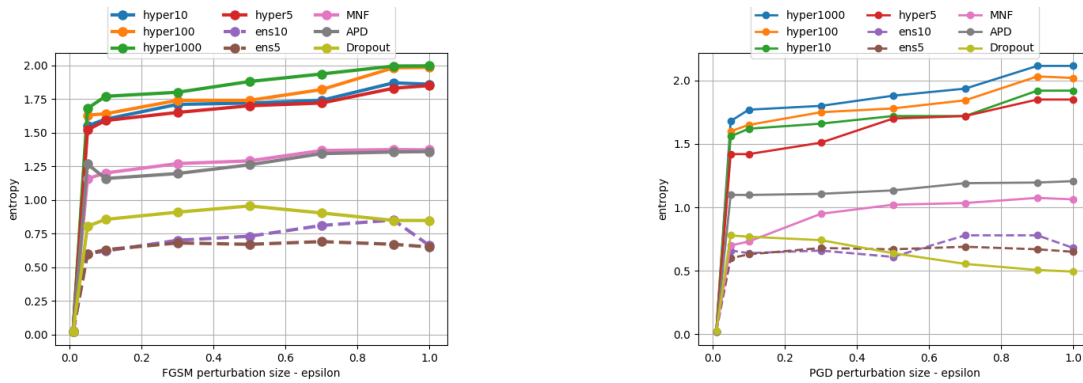 hyper10 hyper5 MNF
hyper100 ens10 APD
hyper1000 ens5 Dropout
2.00
1.75
1.50
1.25
1.00
0.75
0.50
0.25
0.00
entropy
0.0 0.2 0.4 0.6 0.8 1.0
FGSM perturbation size - epsilon
hyper1000 hyper5 MNF
hyper100 ens10 APD
hyper10 ens5 Dropout
2.0
1.5
1.0
0.5
0.0
entropy
0.0 0.2 0.4 0.6 0.8 1.0
PGD perturbation size - epsilon